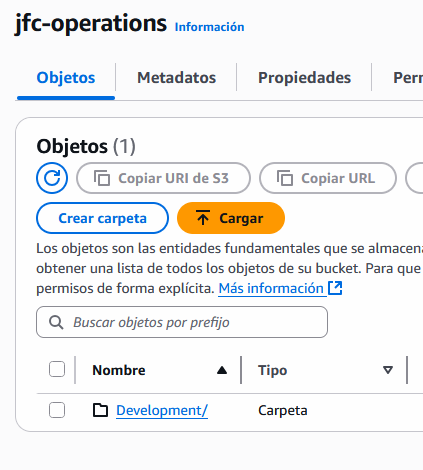 jfc-operations Información
Objetos Metadatos Propiedades Perr
Objetos (1)
Copiar URI de S3 Copiar URL
Crear carpeta Cargar
Los objetos son las entidades fundamentales que se almacena
obtener una lista de todos los objetos de su bucket. Para que
permisos de forma explícita. Más información
Buscar objetos por prefijo
Nombre Tipo
Development/ Carpeta